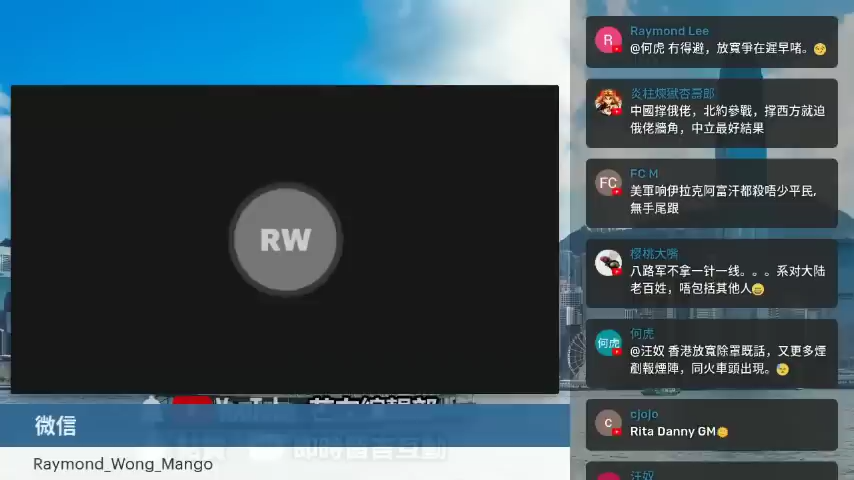 RW
微信
Raymond_Wong_Mango
R
Raymond Lee
@何虎 冇得避，放寬爭在遲早啫。😏
炎柱煉獄杏壽郎
中國撐俄佬，北約參戰，撐西方就迫
俄佬牆角，中立最好結果
FC
FC M
美軍响伊拉克阿富汗都殺唔少平民，
無手尾跟
樱桃大嘴
八路军不拿一针一线。。。系对大陆
老百姓，唔包括其他人😄
何虎
何虎
@汪奴 香港放寬除罩既話，又更多煙
剷報煙陣，同火車頭出現。😓
c
cjojo
Rita Danny GM😊
汪奴